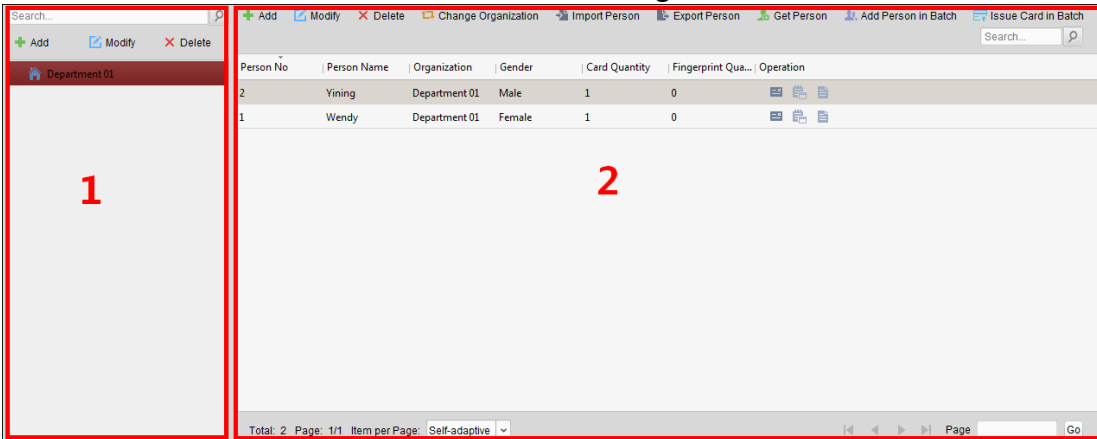 Search...
Add Modify Delete
Department 01
1
Add Modify Delete Change Organization Import Person Export Person Get Person Add Person in Batch Issue Card in Batch
Search...
Person No Person Name Organization Gender Card Quantity Fingerprint Qua... Operation
2 Yining Department 01 Male 1 0
1 Wendy Department 01 Female 1 0
2
Total: 2 Page: 1/1 Item per Page: Self-adaptive Page Go